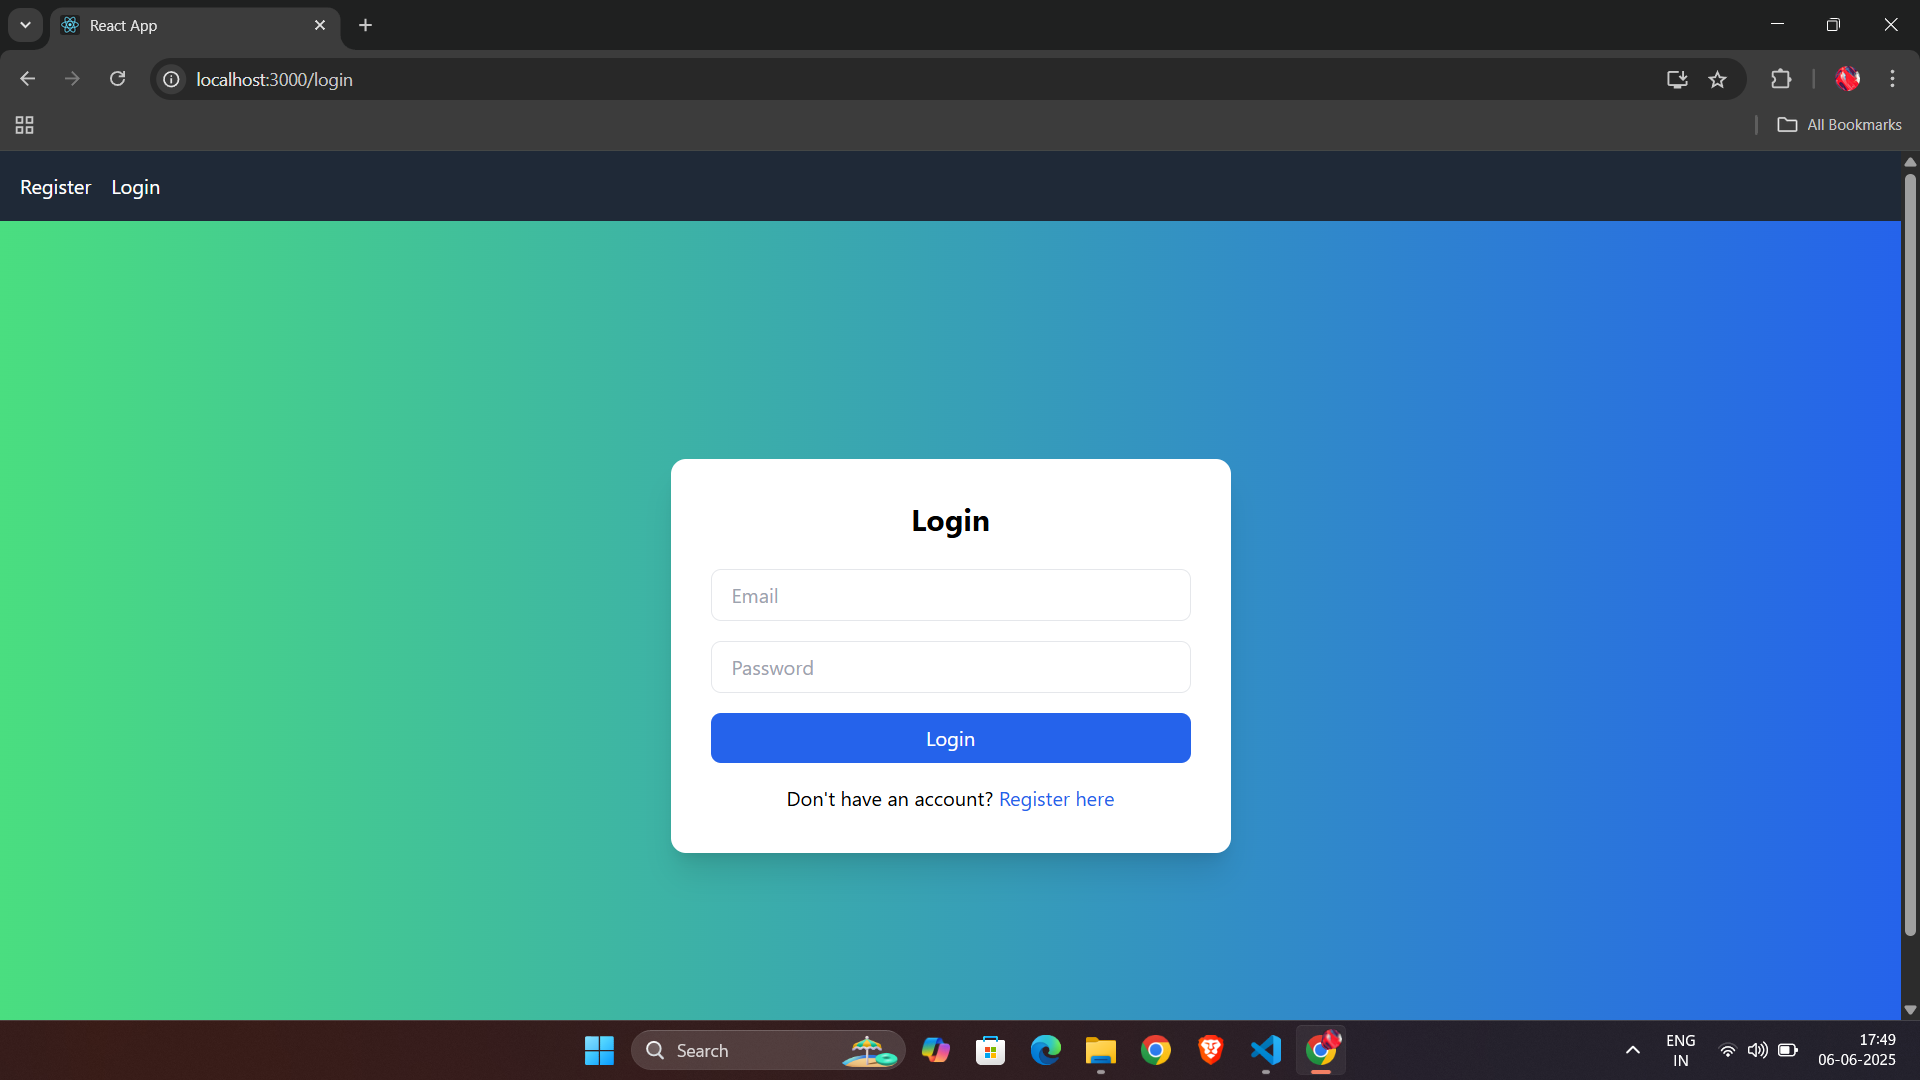 React App
localhost:3000/login
All Bookmarks
Register Login
Login
Email
Password
Login
Don't have an account? Register here
Search
ENG
IN
17:49
06-06-2025